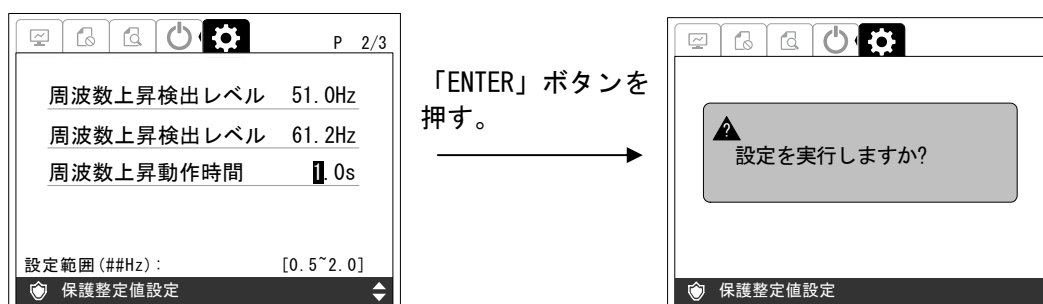 P 2/3
周波数上昇検出レベル 51.0Hz
周波数上昇検出レベル 61.2Hz
周波数上昇動作時間 1.0s
設定範囲(##Hz): [0.5~2.0]
保護整定値設定
「ENTER」ボタンを
押す。
?
設定を実行しますか?
保護整定値設定